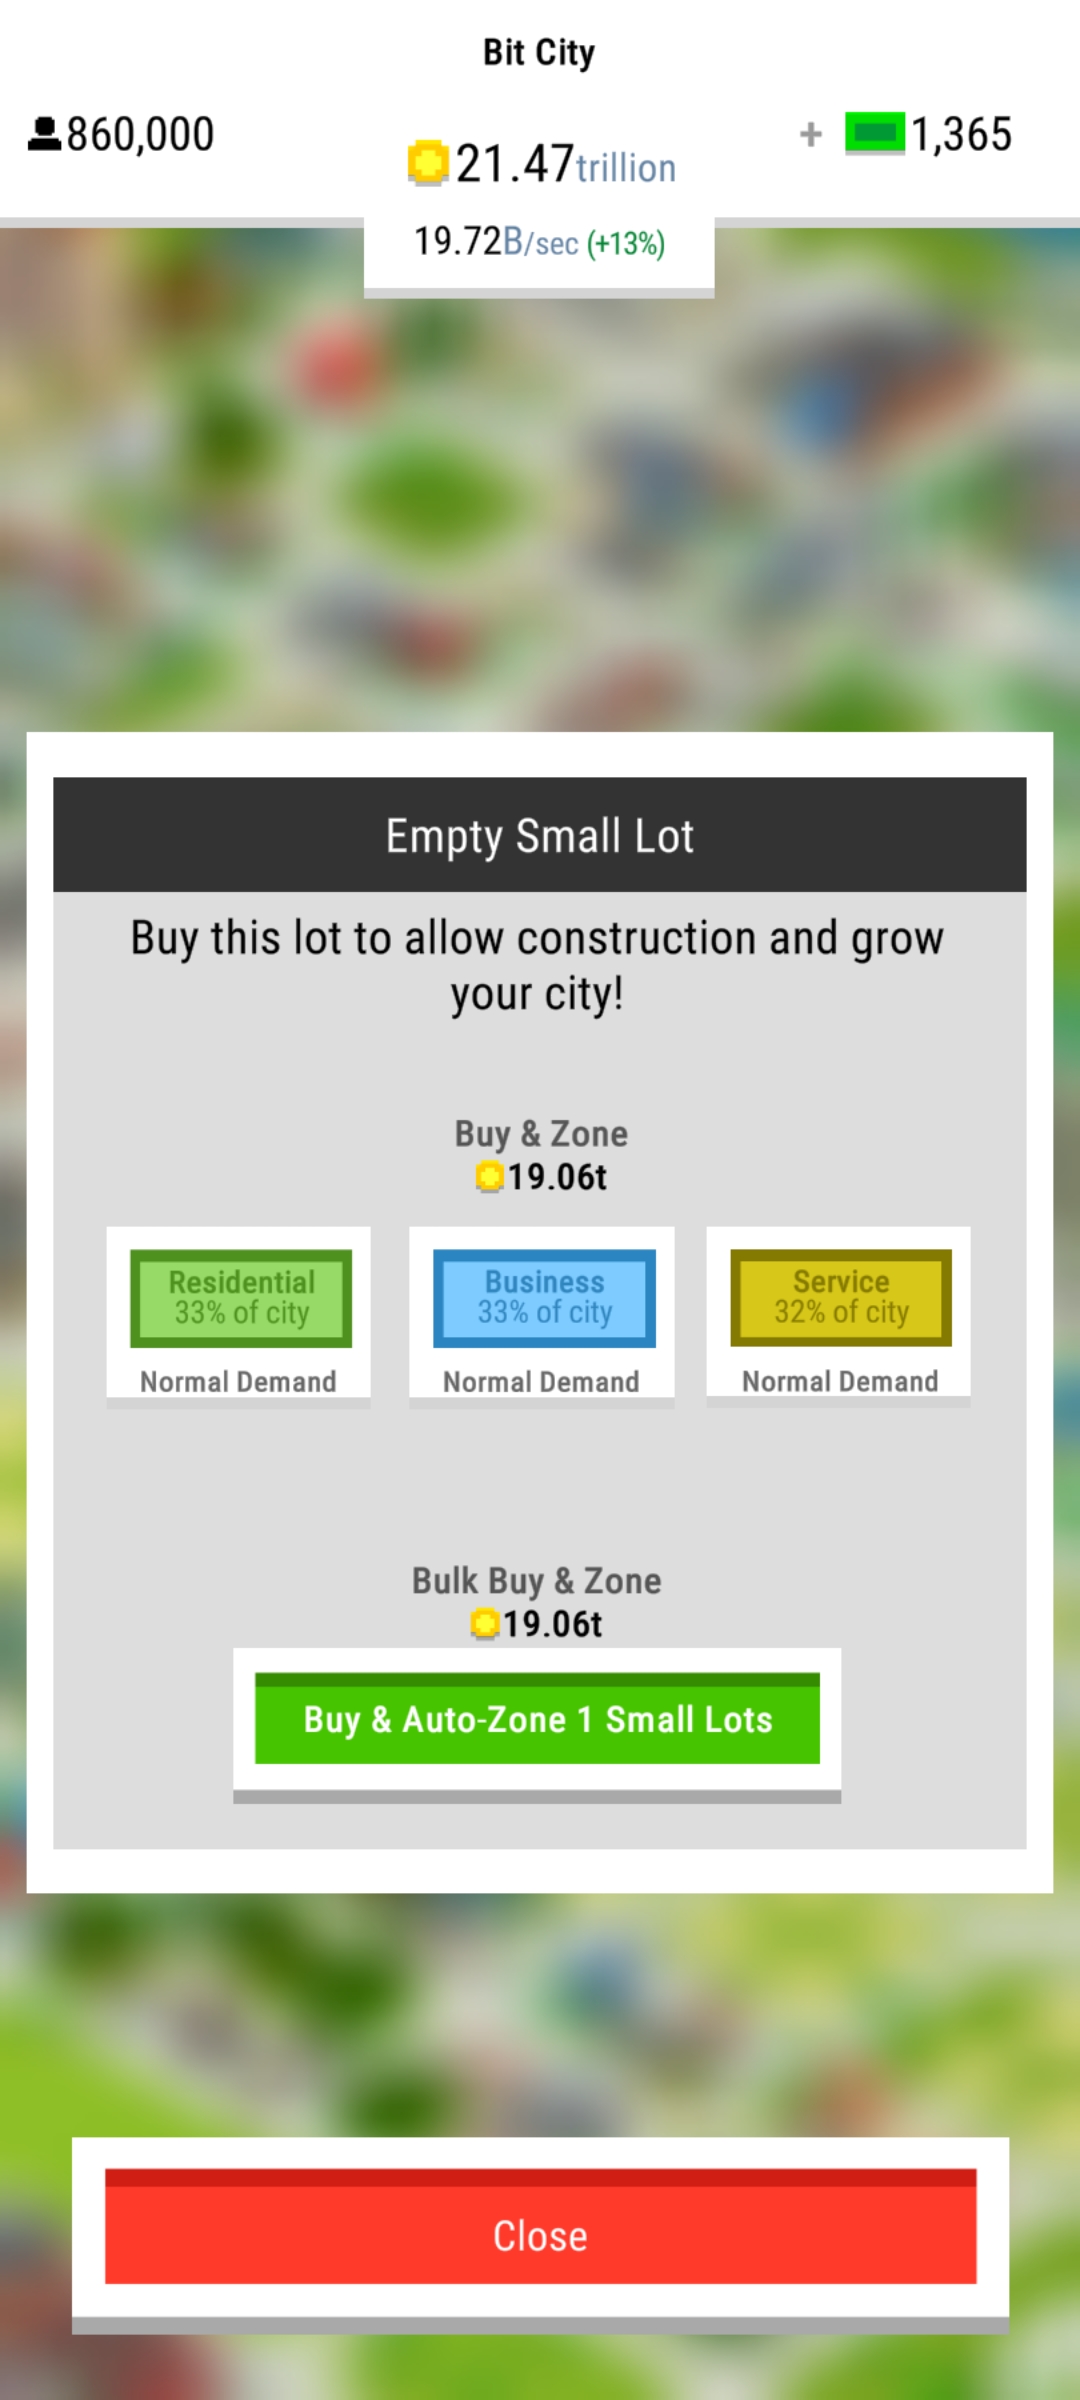 Bit City
860,000
21.47trillion
+ 1,365
19.72B/sec (+13%)
Empty Small Lot
Buy this lot to allow construction and grow
your city!
Buy & Zone
19.06t
Residential
33% of city
Normal Demand
Business
33% of city
Normal Demand
Service
32% of city
Normal Demand
Bulk Buy & Zone
19.06t
Buy & Auto-Zone 1 Small Lots
Close